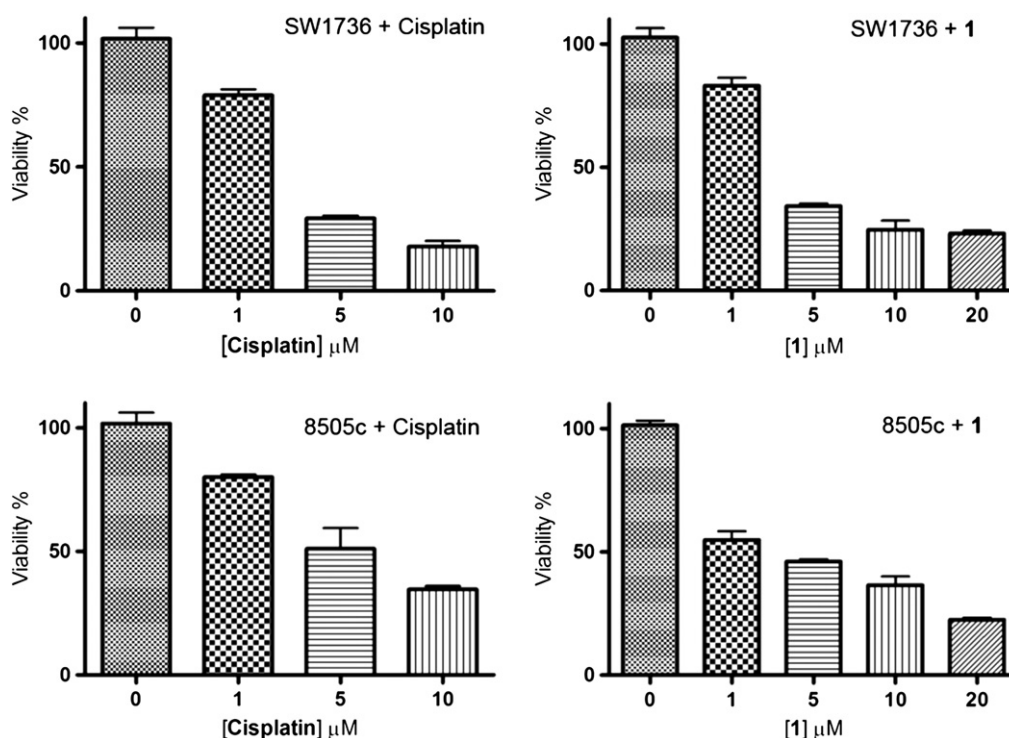 SW1736 + Cisplatin
Viability %
100
50
0
0 1 5 10
[Cisplatin] μM
SW1736 + 1
Viability %
100
50
0
0 1 5 10 20
[1] μM
8505c + Cisplatin
Viability %
100
50
0
0 1 5 10
[Cisplatin] μM
8505c + 1
Viability %
100
50
0
0 1 5 10 20
[1] μM